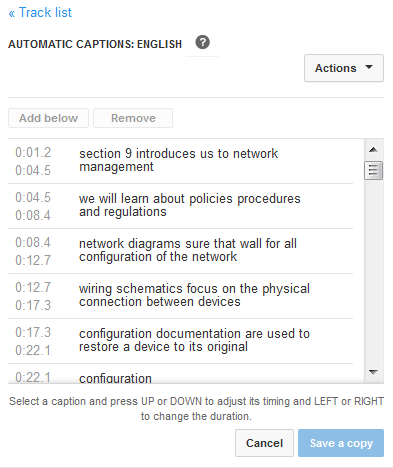 « Track list
AUTOMATIC CAPTIONS: ENGLISH ?
Actions
Add below Remove
0:01.2 section 9 introduces us to network
0:04.5 management
0:04.5 we will learn about policies procedures
0:08.4 and regulations
0:08.4 network diagrams sure that wall for all
0:12.7 configuration of the network
0:12.7 wiring schematics focus on the physical
0:17.3 connection between devices
0:17.3 configuration documentation are used to
0:22.1 restore a device to its original
0:22.1 configuration
Select a caption and press UP or DOWN to adjust its timing and LEFT or RIGHT
to change the duration.
Cancel Save a copy